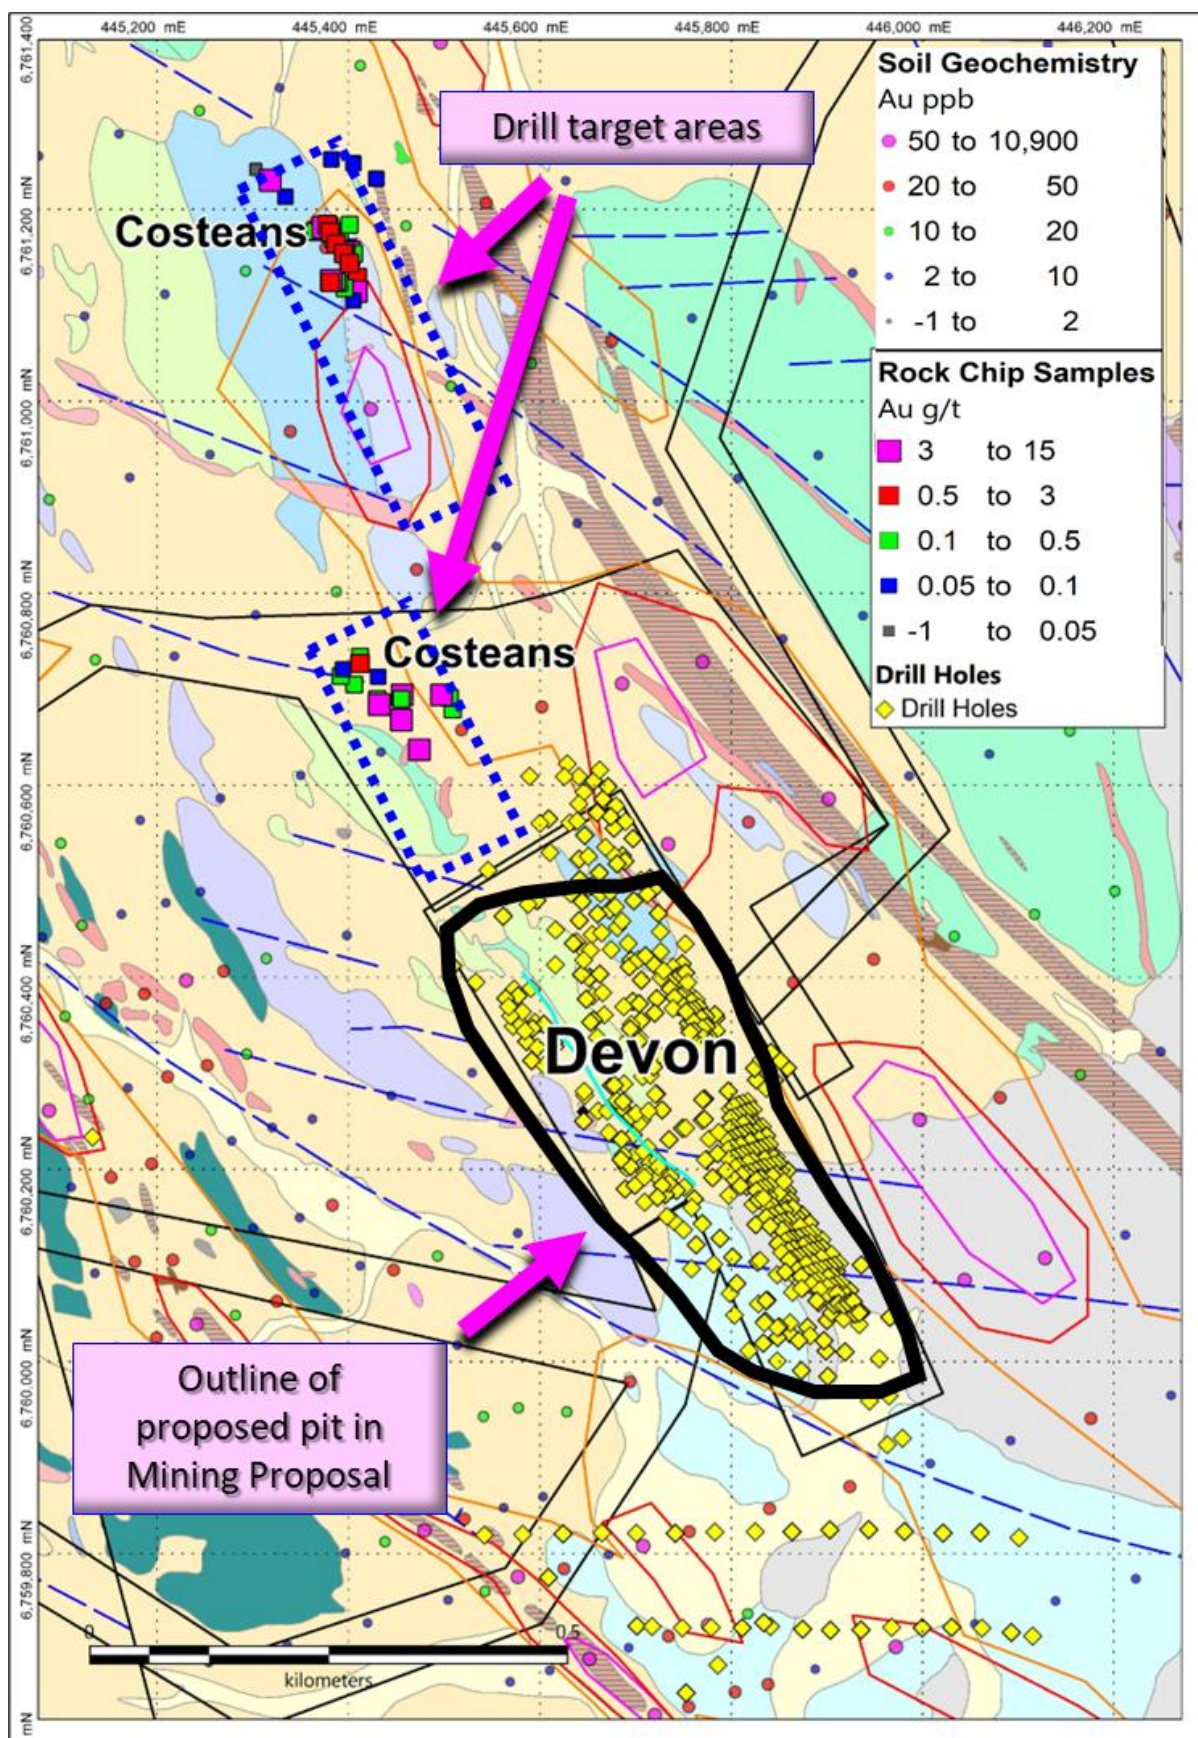 445,200 mE
445,400 mE
445,600 mE
445,800 mE
446,000 mE
446,200 mE
6,761,400
Soil Geochemistry
Au ppb
50 to 10,900
20 to 50
10 to 20
2 to 10
-1 to 2
Rock Chip Samples
Au g/t
3 to 15
0.5 to 3
0.1 to 0.5
0.05 to 0.1
-1 to 0.05
Drill Holes
Drill Holes
Drill target areas
6,761,200 mN
Costeans
6,761,000 mN
6,760,800 mN
Costeans
6,760,600 mN
6,760,400 mN
Devon
6,760,200 mN
Outline of
proposed pit in
Mining Proposal
6,760,000 mN
6,759,800 mN
0
0.5
kilometers
mN